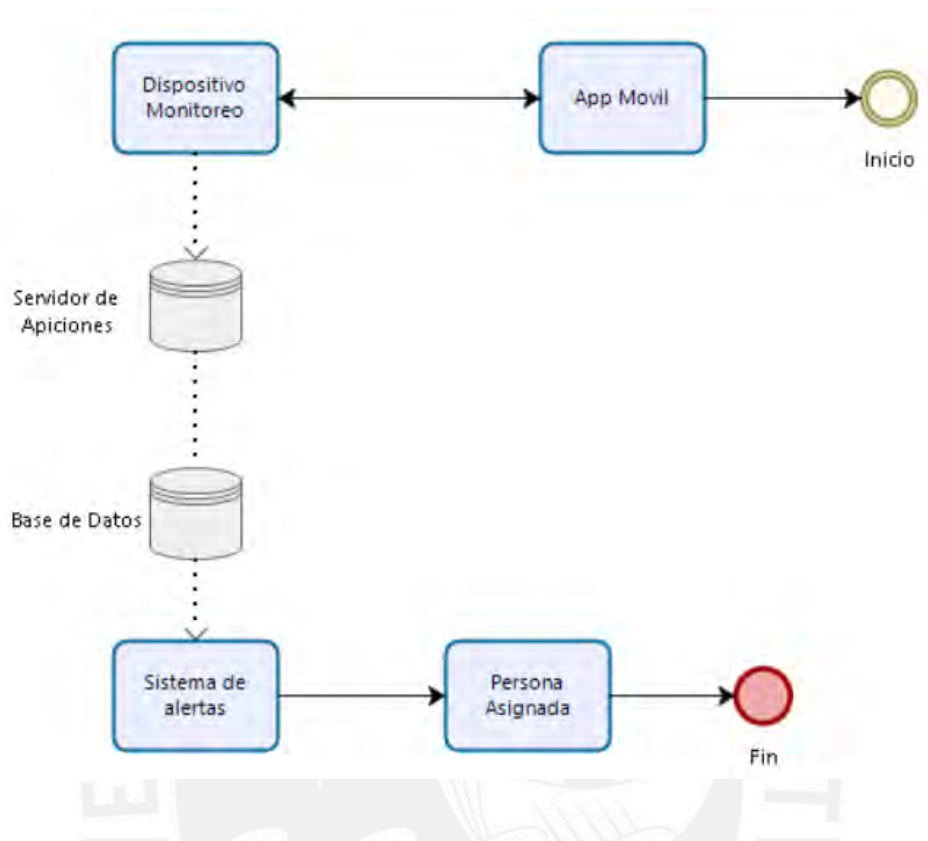 Dispositivo
Monitoreo
App Movil
Inicio
Servidor de
Apiciones
Base de Datos
Sistema de
alertas
Persona
Asignada
Fin